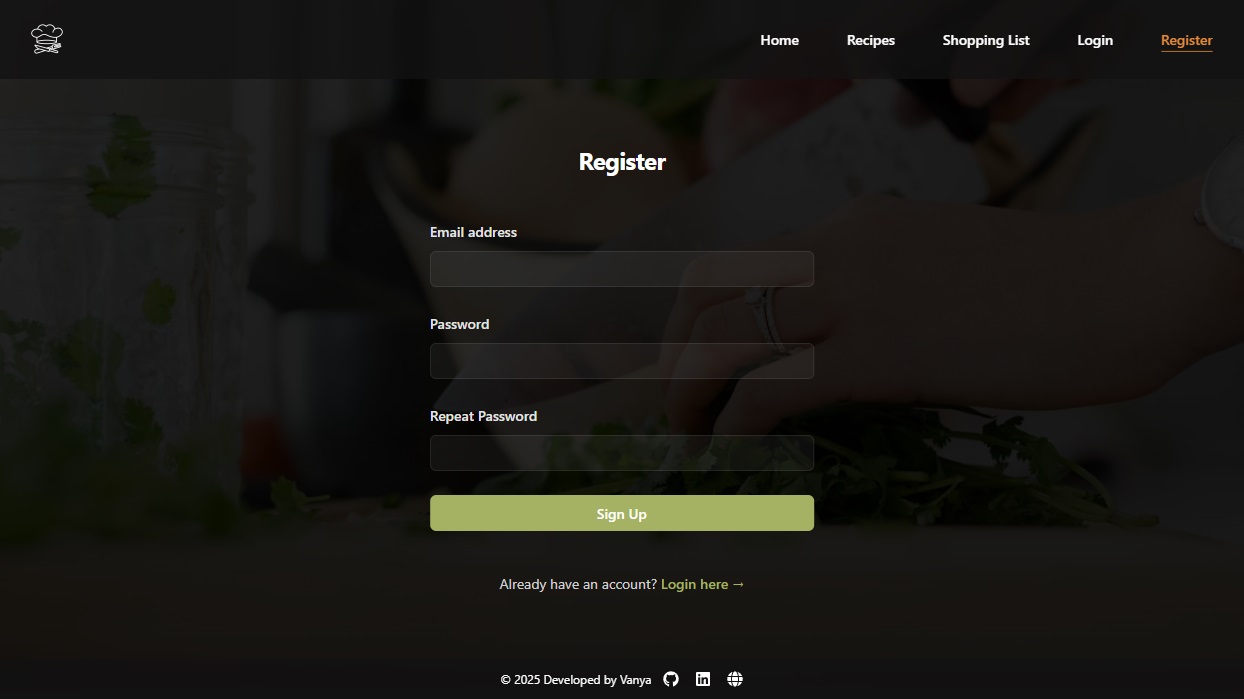 Home Recipes Shopping List Login Register
Register
Email address
Password
Repeat Password
Sign Up
Already have an account? Login here →
© 2025 Developed by Vanya